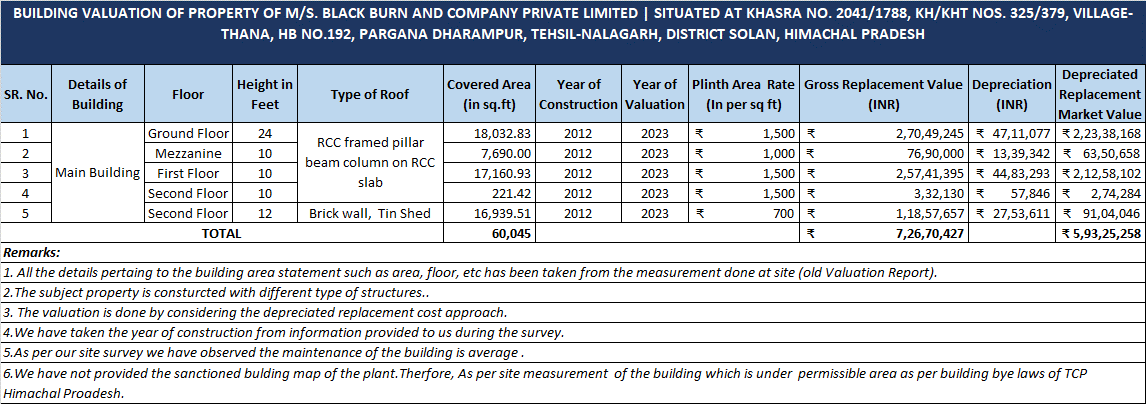 BUILDING VALUATION OF PROPERTY OF M/S. BLACK BURN AND COMPANY PRIVATE LIMITED | SITUATED AT KHASRA NO. 2041/1788, KH/KHT NOS. 325/379, VILLAGE-
THANA, HB NO.192, PARGANA DHARAMPUR, TEHSIL-NALAGARH, DISTRICT SOLAN, HIMACHAL PRADESH
SR. No. Details of Building Floor Height in Feet Type of Roof Covered Area (in sq.ft) Year of Construction Year of Valuation Plinth Area Rate (In per sq ft) Gross Replacement Value (INR) Depreciation (INR) Depreciated Replacement Market Value
1 Main Building Ground Floor 24 RCC framed pillar beam column on RCC slab 18,032.83 2012 2023 ₹ 1,500 ₹ 2,70,49,245 ₹ 47,11,077 ₹ 2,23,38,168
2 Mezzanine 10 7,690.00 2012 2023 ₹ 1,000 ₹ 76,90,000 ₹ 13,39,342 ₹ 63,50,658
3 First Floor 10 17,160.93 2012 2023 ₹ 1,500 ₹ 2,57,41,395 ₹ 44,83,293 ₹ 2,12,58,102
4 Second Floor 10 221.42 2012 2023 ₹ 1,500 ₹ 3,32,130 ₹ 57,846 ₹ 2,74,284
5 Second Floor 12 Brick wall, Tin Shed 16,939.51 2012 2023 ₹ 700 ₹ 1,18,57,657 ₹ 27,53,611 ₹ 91,04,046
TOTAL 60,045 ₹ 7,26,70,427 ₹ 5,93,25,258
Remarks:
1. All the details pertaing to the building area statement such as area, floor, etc has been taken from the measurement done at site (old Valuation Report).
2.The subject property is consturcted with different type of structures..
3. The valuation is done by considering the depreciated replacement cost approach.
4.We have taken the year of construction from information provided to us during the survey.
5.As per our site survey we have observed the maintenance of the building is average .
6.We have not provided the sanctioned bulding map of the plant.Therfore, As per site measurement of the building which is under permissible area as per building bye laws of TCP
Himachal Proadesh.